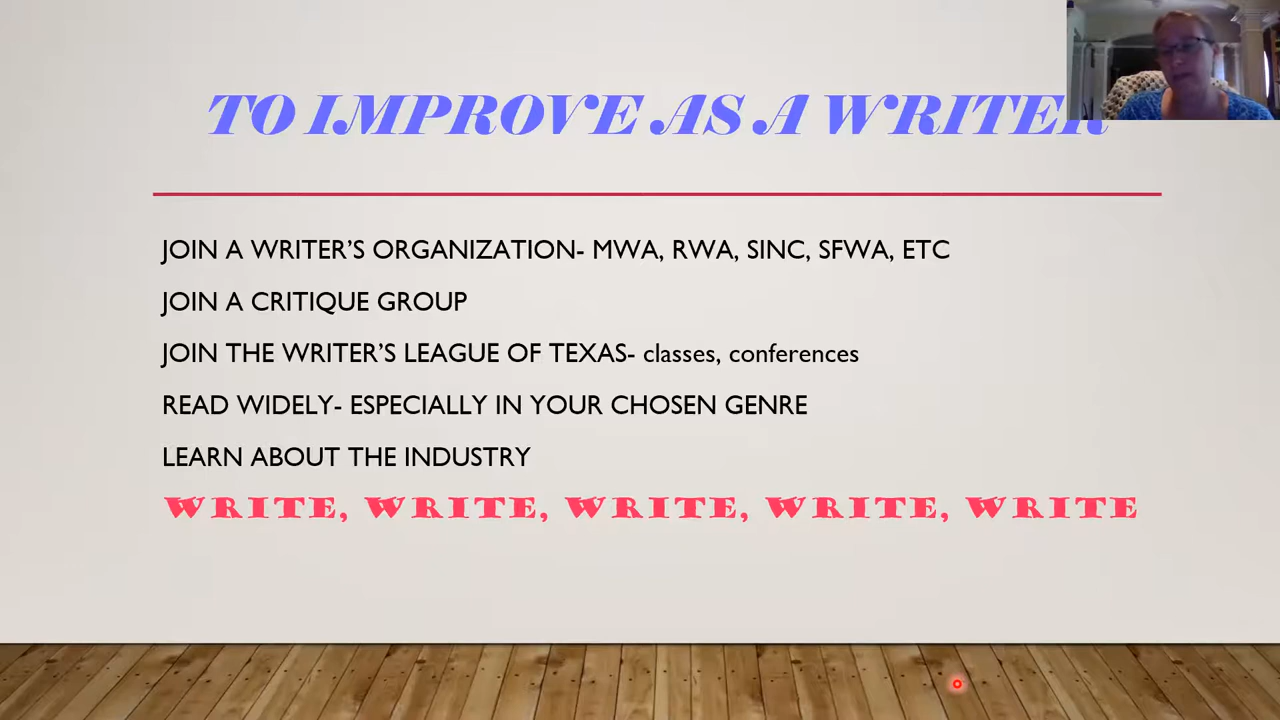 TO IMPROVE AS A WRITER
JOIN A WRITER’S ORGANIZATION- MWA, RWA, SINC, SFWA, ETC
JOIN A CRITIQUE GROUP
JOIN THE WRITER’S LEAGUE OF TEXAS- classes, conferences
READ WIDELY- ESPECIALLY IN YOUR CHOSEN GENRE
LEARN ABOUT THE INDUSTRY
WRITE, WRITE, WRITE, WRITE, WRITE